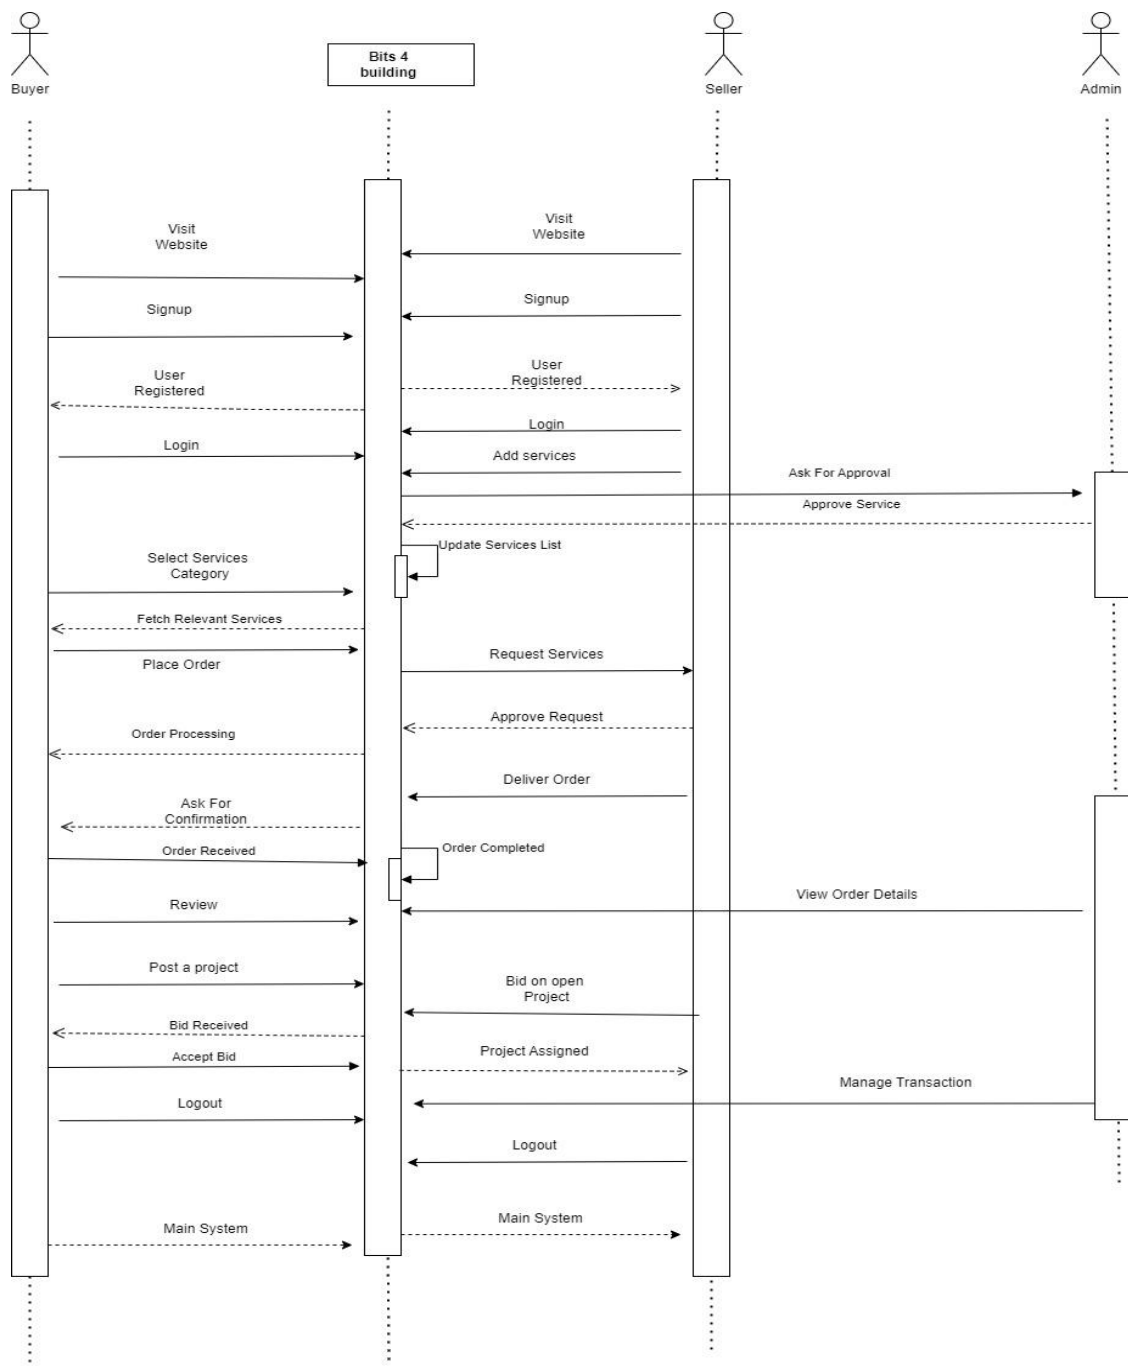 Bits 4
building
Buyer
Seller
Admin
Visit
Website
Visit
Website
Signup
Signup
User
Registered
User
Registered
Login
Login
Add services
Ask For Approval
Approve Service
Update Services List
Select Services
Category
Fetch Relevant Services
Place Order
Request Services
Approve Request
Order Processing
Deliver Order
Ask For
Confirmation
Order Received
Order Completed
View Order Details
Review
Post a project
Bid on open
Project
Bid Received
Project Assigned
Accept Bid
Manage Transaction
Logout
Logout
Main System
Main System